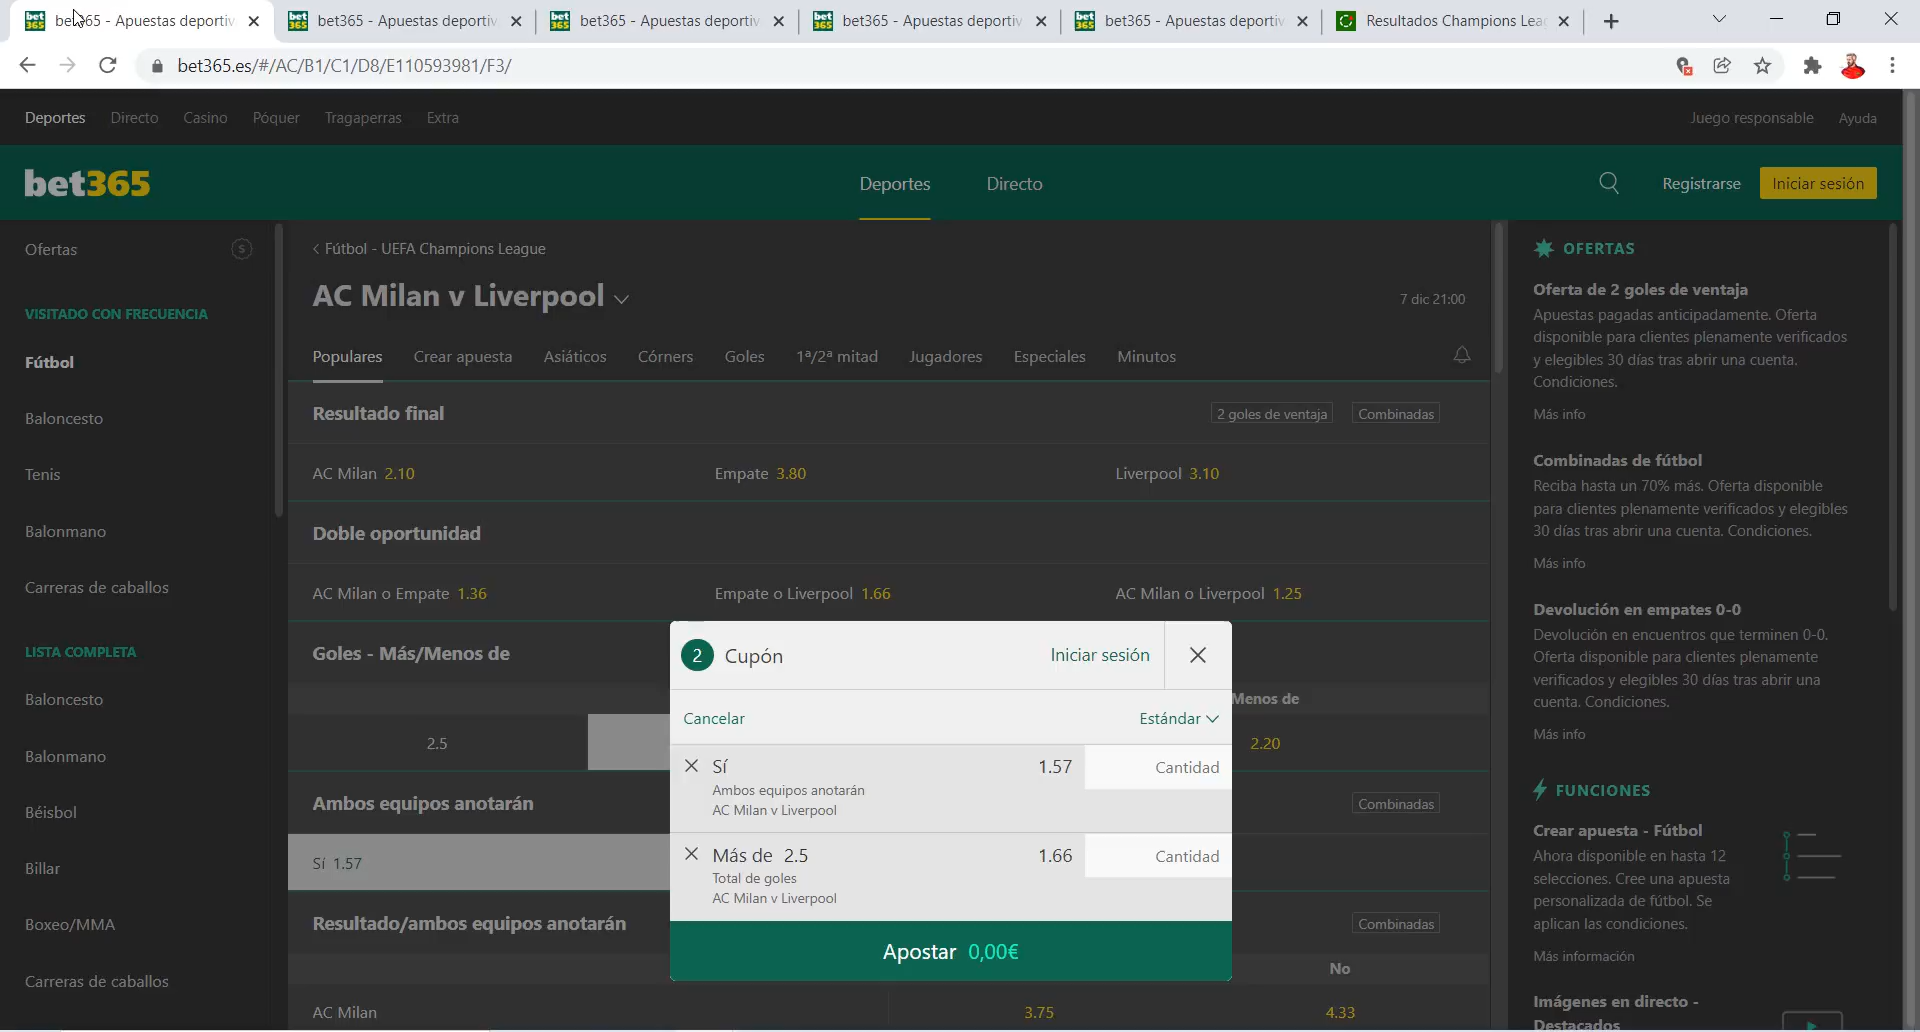 bet365 - Apuestas deportiv
bet365 - Apuestas deportiv
bet365 - Apuestas deportiv
bet365 - Apuestas deportiv
bet365 - Apuestas deportiv
Resultados Champions Leag
bet365.es/#/AC/B1/C1/D8/E110593981/F3/
Deportes Directo Casino Póquer Tragaperras Extra
Juego responsable Ayuda
bet365
Deportes Directo
Registrarse Iniciar sesión
Ofertas
VISITADO CON FRECUENCIA
Fútbol
Baloncesto
Tenis
Balonmano
Carreras de caballos
LISTA COMPLETA
Baloncesto
Balonmano
Béisbol
Billar
Boxeo/MMA
Carreras de caballos
< Fútbol - UEFA Champions League
AC Milan v Liverpool
7 dic 21:00
Populares Crear apuesta Asiáticos Córners Goles 1ª/2ª mitad Jugadores Especiales Minutos
Resultado final
2 goles de ventaja Combinadas
AC Milan 2.10 Empate 3.80 Liverpool 3.10
Doble oportunidad
AC Milan o Empate 1.36 Empate o Liverpool 1.66 AC Milan o Liverpool 1.25
Goles - Más/Menos de
Menos de
2.5
2.20
Ambos equipos anotarán
Combinadas
Sí 1.57
Resultado/ambos equipos anotarán
Combinadas
No
AC Milan 3.75 4.33
2 Cupón Iniciar sesión
Cancelar Estándar
Sí 1.57 Cantidad
Ambos equipos anotarán
AC Milan v Liverpool
Más de 2.5 1.66 Cantidad
Total de goles
AC Milan v Liverpool
Apostar 0,00€
OFERTAS
Oferta de 2 goles de ventaja
Apuestas pagadas anticipadamente. Oferta
disponible para clientes plenamente verificados
y elegibles 30 días tras abrir una cuenta.
Condiciones.
Más info
Combinadas de fútbol
Reciba hasta un 70% más. Oferta disponible
para clientes plenamente verificados y elegibles
30 días tras abrir una cuenta. Condiciones.
Más info
Devolución en empates 0-0
Devolución en encuentros que terminen 0-0.
Oferta disponible para clientes plenamente
verificados y elegibles 30 días tras abrir una
cuenta. Condiciones.
Más info
FUNCIONES
Crear apuesta - Fútbol
Ahora disponible en hasta 12
selecciones. Cree una apuesta
personalizada de fútbol. Se
aplican las condiciones.
Más información
Imágenes en directo -
Destacados